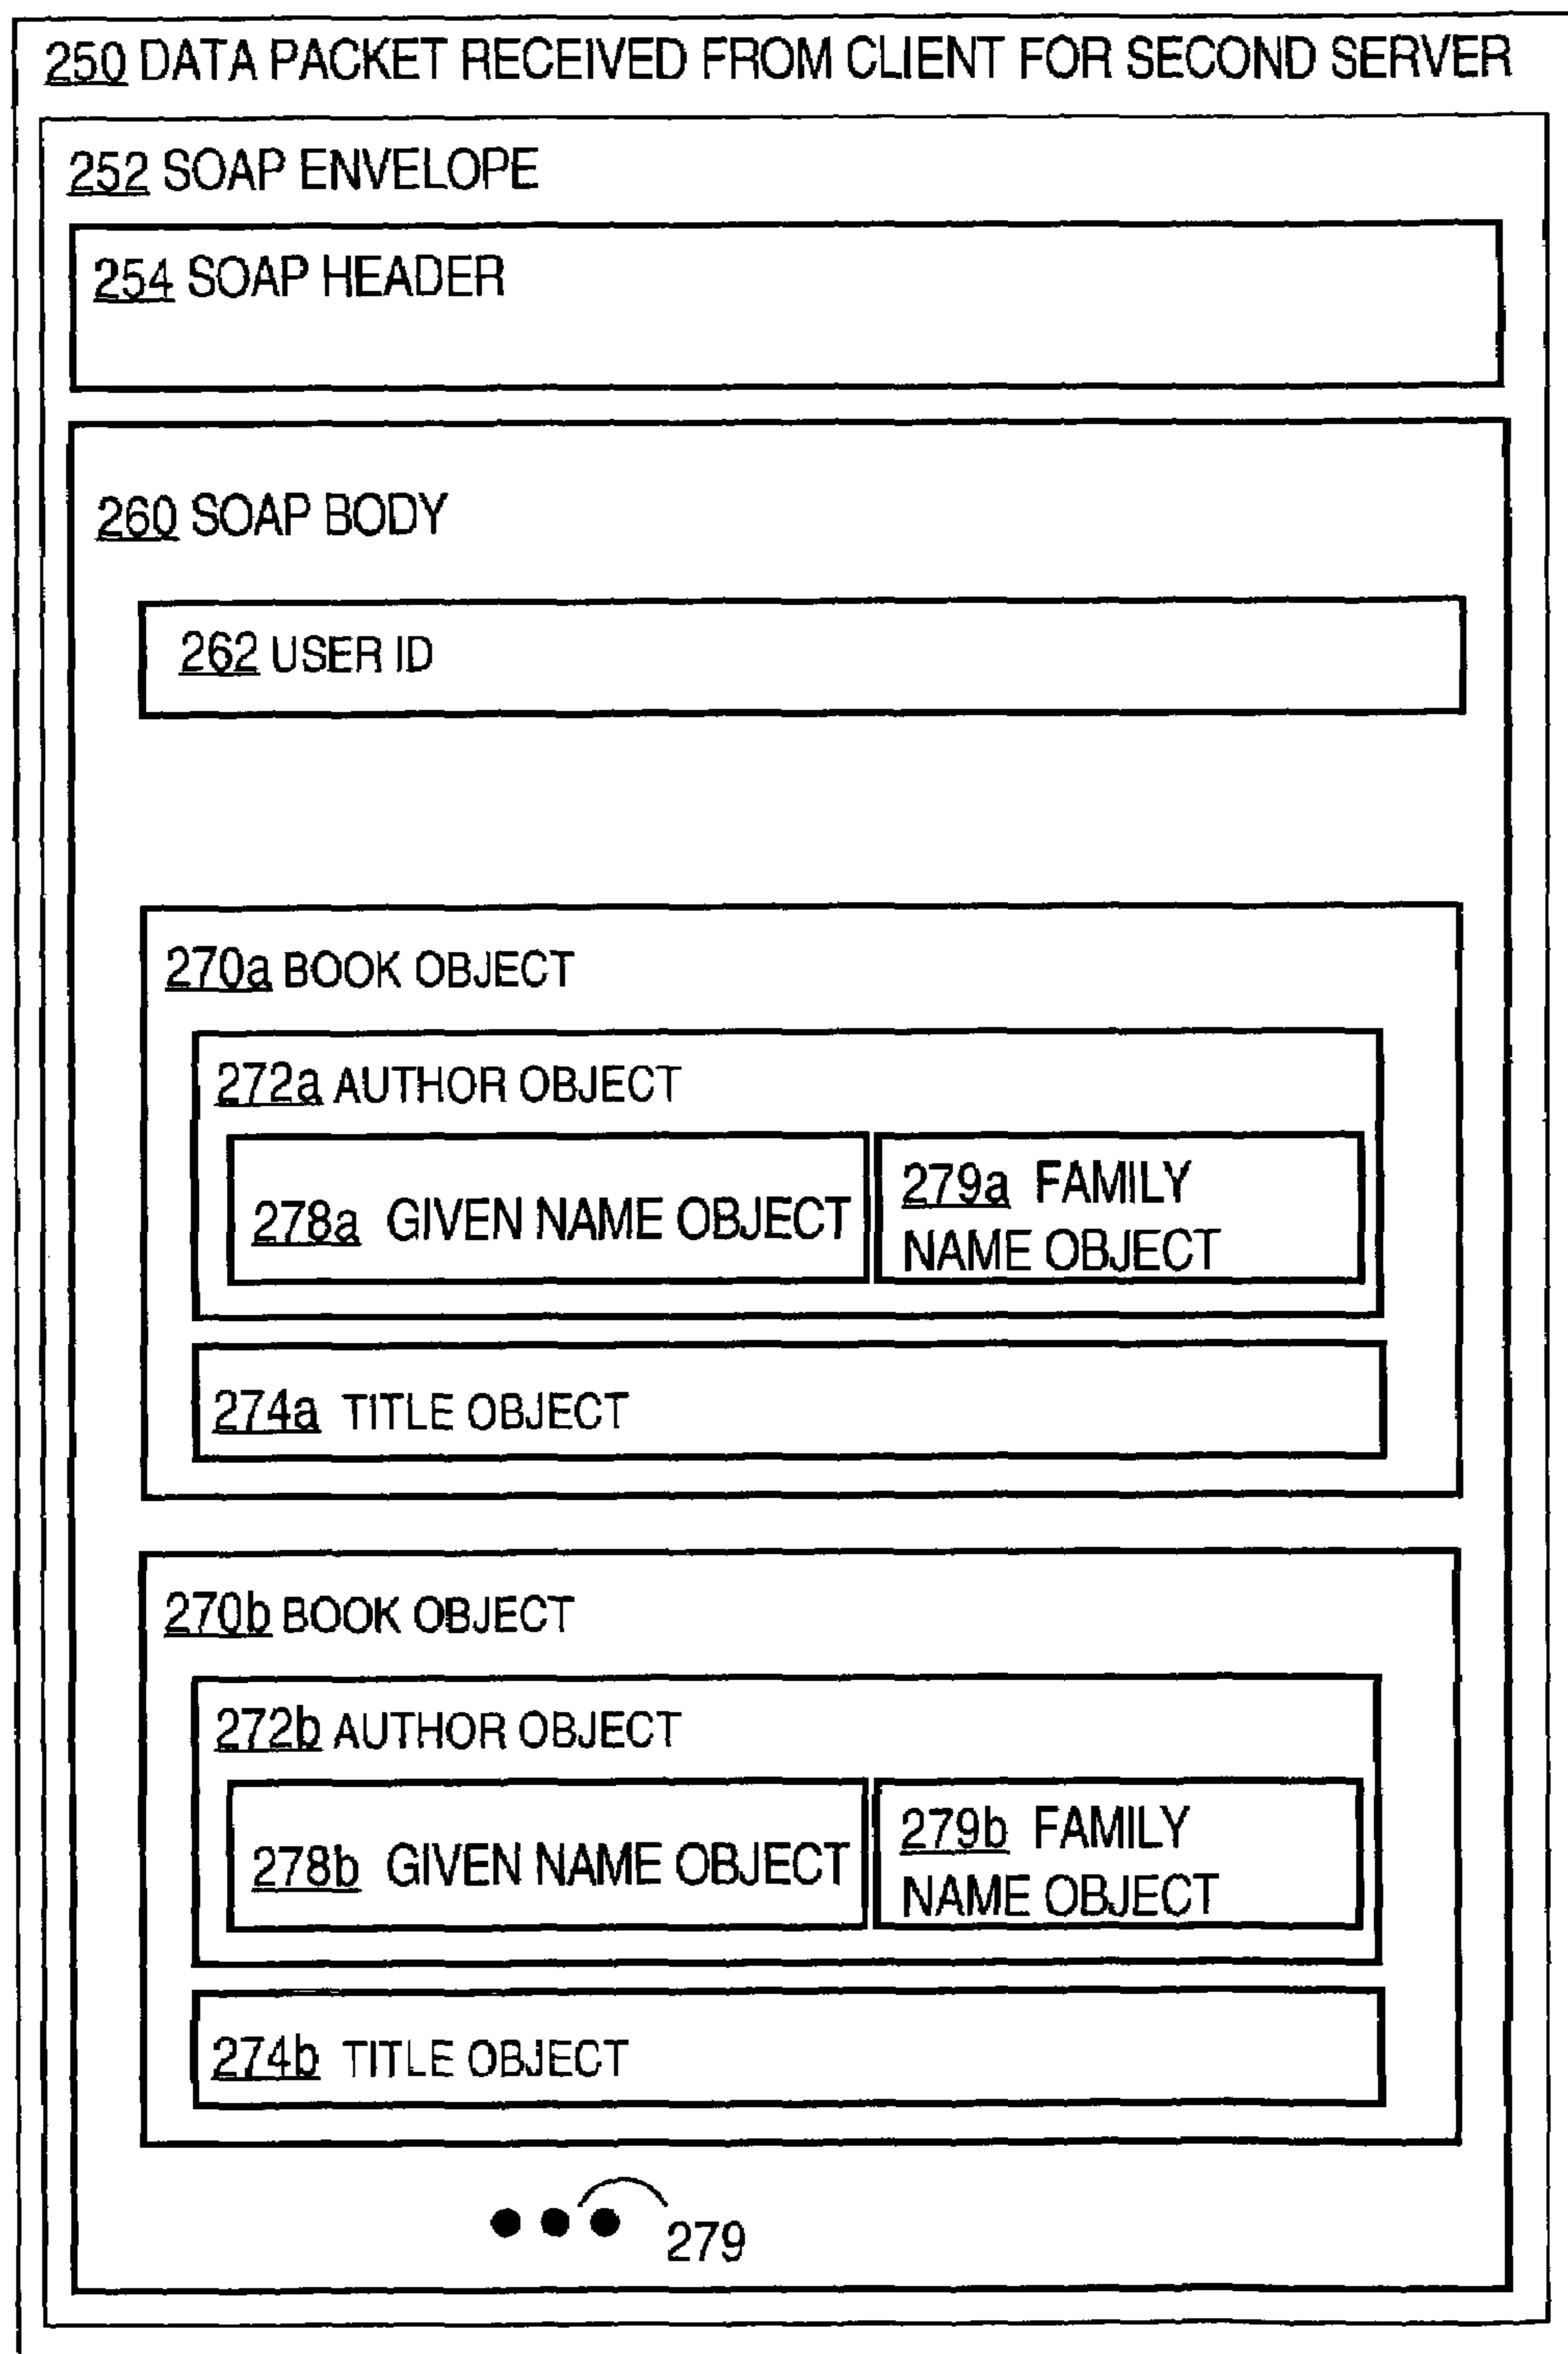 250 DATA PACKET RECEIVED FROM CLIENT FOR SECOND SERVER
252 SOAP ENVELOPE
254 SOAP HEADER
260 SOAP BODY
262 USER ID
270a BOOK OBJECT
272a AUTHOR OBJECT
278a GIVEN NAME OBJECT
279a FAMILY
NAME OBJECT
274a TITLE OBJECT
270b BOOK OBJECT
272b AUTHOR OBJECT
278b GIVEN NAME OBJECT
279b FAMILY
NAME OBJECT
274b TITLE OBJECT
279